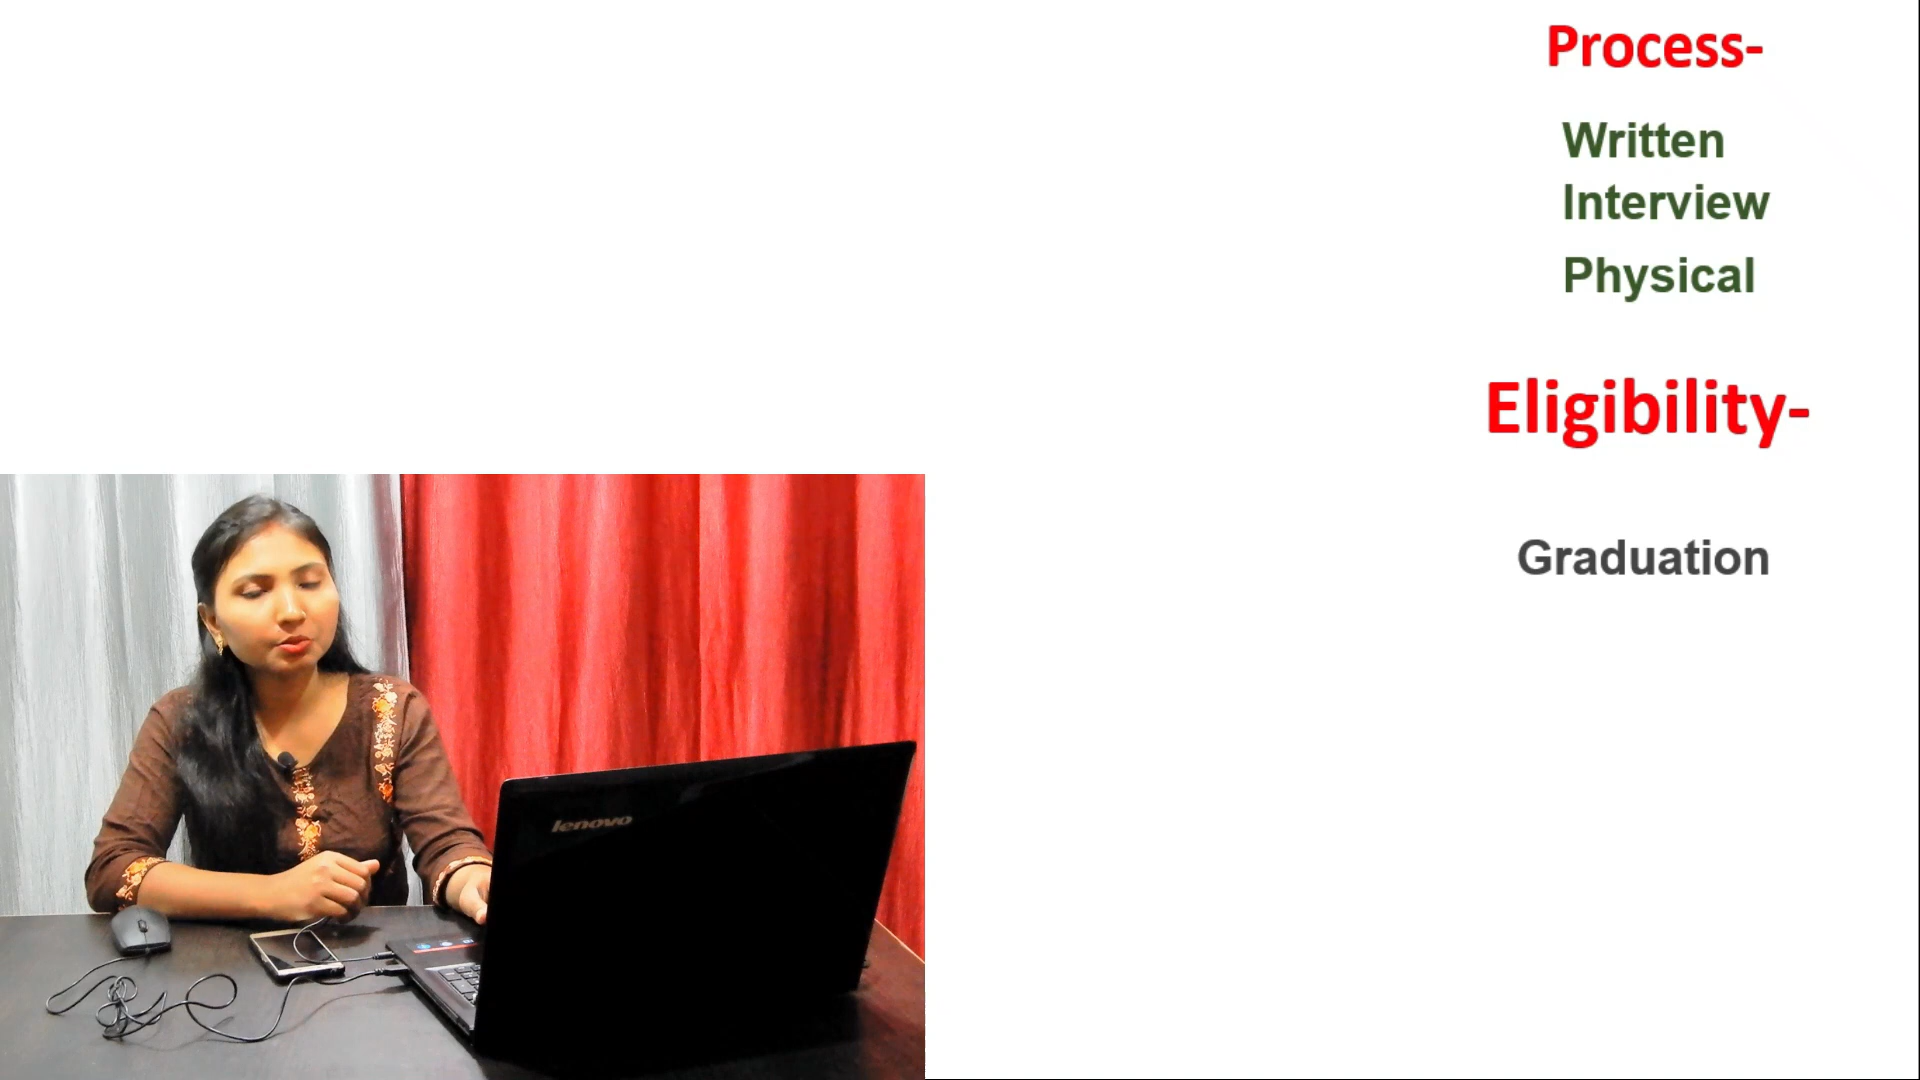 Process-
Written
Interview
Physical
Eligibility-
Graduation
lenovo